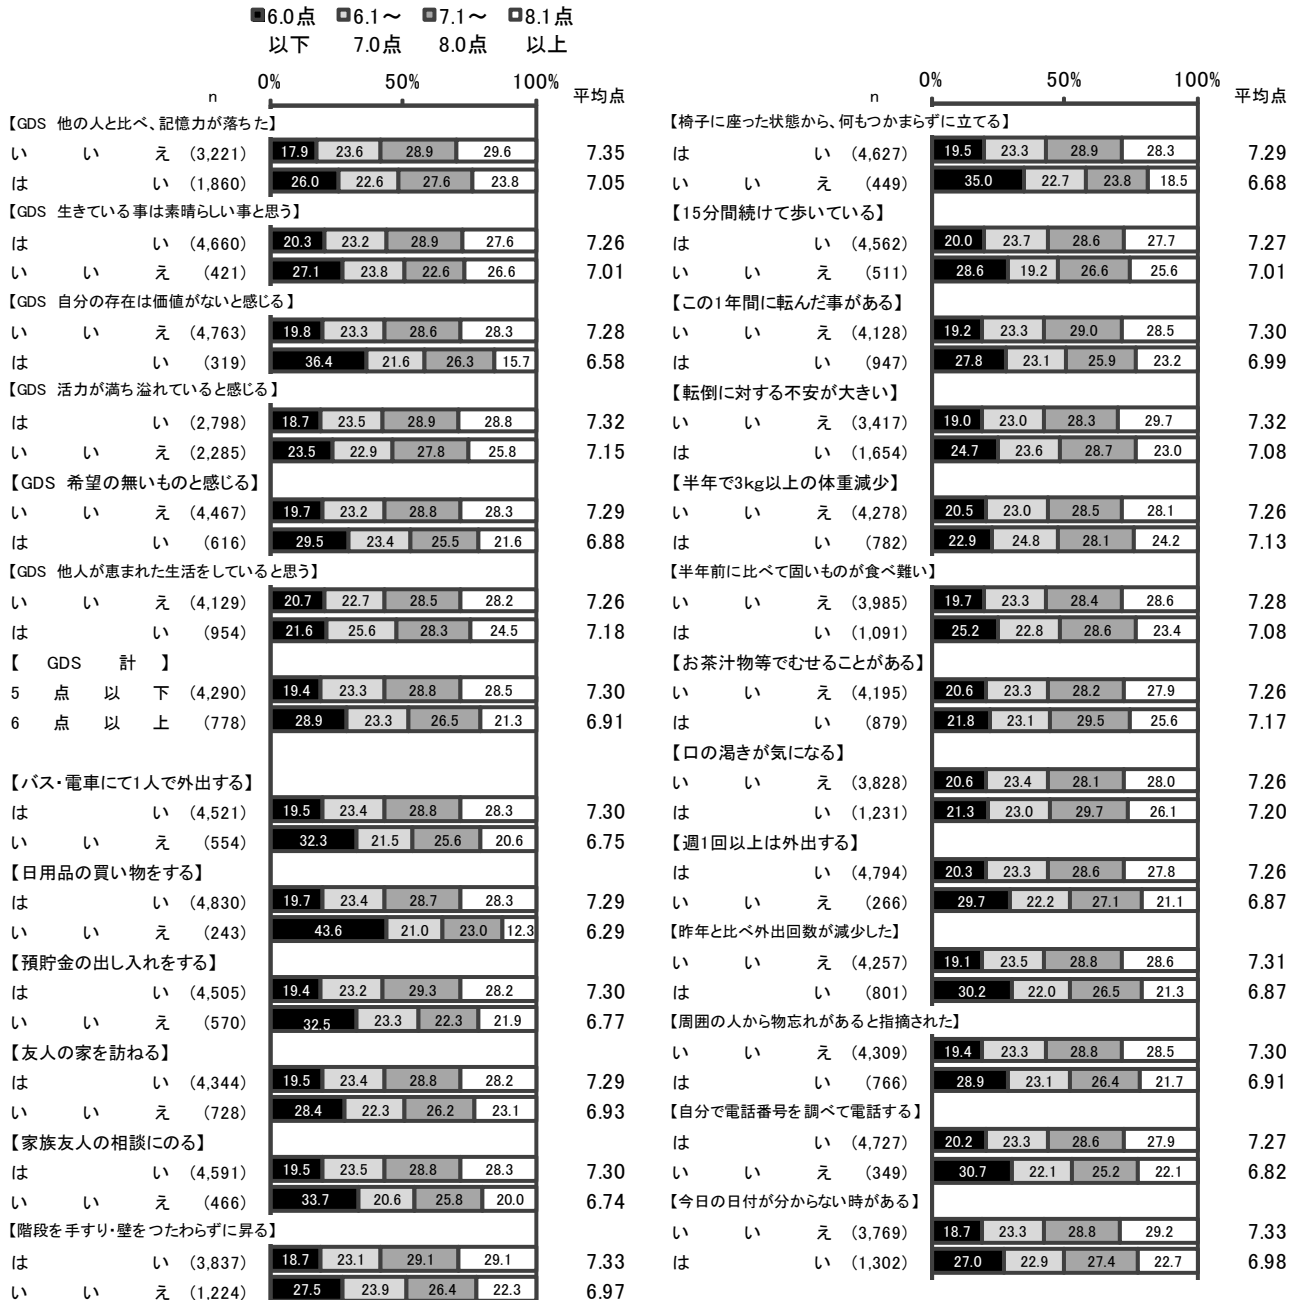 6.0点以下 6.1～7.0点 7.1～8.0点 8.1点以上
0% 50% 100%
n 平均点
【GDS 他の人と比べ、記憶力が落ちた】
いいえ (3,221) 17.9 23.6 28.9 29.6 7.35
はい (1,860) 26.0 22.6 27.6 23.8 7.05
【GDS 生きている事は素晴らしい事と思う】
はい (4,660) 20.3 23.2 28.9 27.6 7.26
いいえ (421) 27.1 23.8 22.6 26.6 7.01
【GDS 自分の存在は価値がないと感じる】
いいえ (4,763) 19.8 23.3 28.6 28.3 7.28
はい (319) 36.4 21.6 26.3 15.7 6.58
【GDS 活力が満ち溢れていると感じる】
はい (2,798) 18.7 23.5 28.9 28.8 7.32
いいえ (2,285) 23.5 22.9 27.8 25.8 7.15
【GDS 希望の無いものと感じる】
いいえ (4,467) 19.7 23.2 28.8 28.3 7.29
はい (616) 29.5 23.4 25.5 21.6 6.88
【GDS 他人が恵まれた生活をしていると思う】
いいえ (4,129) 20.7 22.7 28.5 28.2 7.26
はい (954) 21.6 25.6 28.3 24.5 7.18
【 GDS 計 】
5点以下 (4,290) 19.4 23.3 28.8 28.5 7.30
6点以上 (778) 28.9 23.3 26.5 21.3 6.91
【バス・電車にて1人で外出する】
はい (4,521) 19.5 23.4 28.8 28.3 7.30
いいえ (554) 32.3 21.5 25.6 20.6 6.75
【日用品の買い物をする】
はい (4,830) 19.7 23.4 28.7 28.3 7.29
いいえ (243) 43.6 21.0 23.0 12.3 6.29
【預貯金の出し入れをする】
はい (4,505) 19.4 23.2 29.3 28.2 7.30
いいえ (570) 32.5 23.3 22.3 21.9 6.77
【友人の家を訪ねる】
はい (4,344) 19.5 23.4 28.8 28.2 7.29
いいえ (728) 28.4 22.3 26.2 23.1 6.93
【家族友人の相談にのる】
はい (4,591) 19.5 23.5 28.8 28.3 7.30
いいえ (466) 33.7 20.6 25.8 20.0 6.74
【階段を手すり・壁をつたわらずに昇る】
はい (3,837) 18.7 23.1 29.1 29.1 7.33
いいえ (1,224) 27.5 23.9 26.4 22.3 6.97
0% 50% 100%
n 平均点
【椅子に座った状態から、何もつかまらずに立てる】
はい (4,627) 19.5 23.3 28.9 28.3 7.29
いいえ (449) 35.0 22.7 23.8 18.5 6.68
【15分間続けて歩いている】
はい (4,562) 20.0 23.7 28.6 27.7 7.27
いいえ (511) 28.6 19.2 26.6 25.6 7.01
【この1年間に転んだ事がある】
いいえ (4,128) 19.2 23.3 29.0 28.5 7.30
はい (947) 27.8 23.1 25.9 23.2 6.99
【転倒に対する不安が大きい】
いいえ (3,417) 19.0 23.0 28.3 29.7 7.32
はい (1,654) 24.7 23.6 28.7 23.0 7.08
【半年で3kg以上の体重減少】
いいえ (4,278) 20.5 23.0 28.5 28.1 7.26
はい (782) 22.9 24.8 28.1 24.2 7.13
【半年前に比べて固いものが食べ難い】
いいえ (3,985) 19.7 23.3 28.4 28.6 7.28
はい (1,091) 25.2 22.8 28.6 23.4 7.08
【お茶汁物等でむせることがある】
いいえ (4,195) 20.6 23.3 28.2 27.9 7.26
はい (879) 21.8 23.1 29.5 25.6 7.17
【口の渇きが気になる】
いいえ (3,828) 20.6 23.4 28.1 28.0 7.26
はい (1,231) 21.3 23.0 29.7 26.1 7.20
【週1回以上は外出する】
はい (4,794) 20.3 23.3 28.6 27.8 7.26
いいえ (266) 29.7 22.2 27.1 21.1 6.87
【昨年と比べ外出回数が減少した】
いいえ (4,257) 19.1 23.5 28.8 28.6 7.31
はい (801) 30.2 22.0 26.5 21.3 6.87
【周囲の人から物忘れがあると指摘された】
いいえ (4,309) 19.4 23.3 28.8 28.5 7.30
はい (766) 28.9 23.1 26.4 21.7 6.91
【自分で電話番号を調べて電話する】
はい (4,727) 20.2 23.3 28.6 27.9 7.27
いいえ (349) 30.7 22.1 25.2 22.1 6.82
【今日の日付が分からない時がある】
いいえ (3,769) 18.7 23.3 28.8 29.2 7.33
はい (1,302) 27.0 22.9 27.4 22.7 6.98